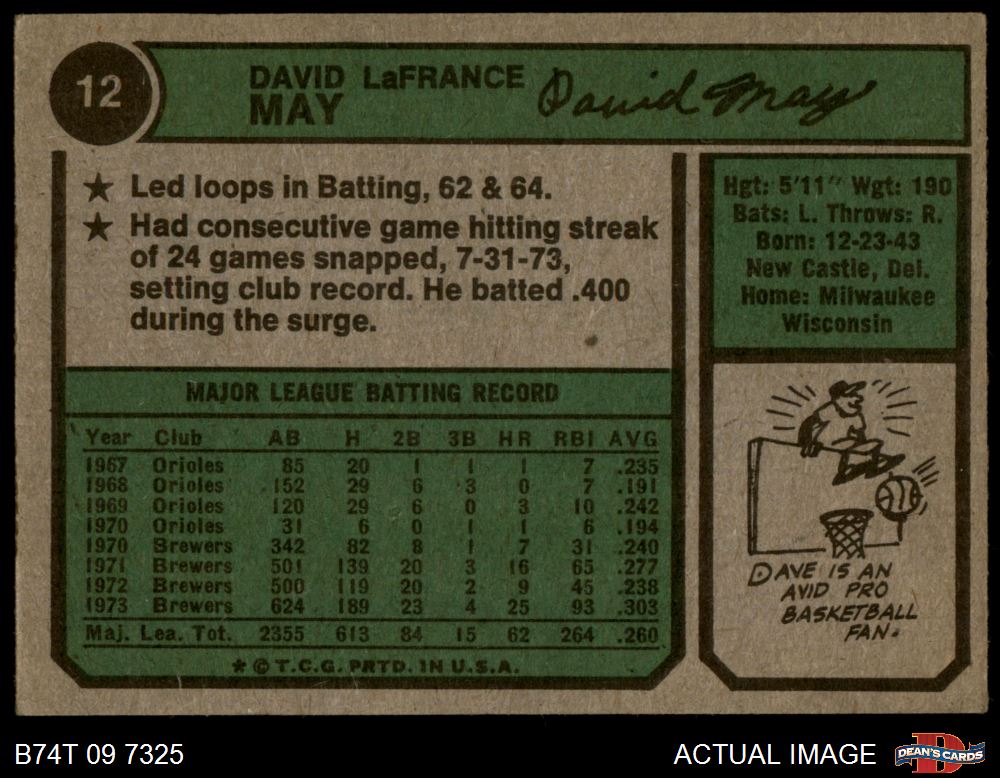 12
DAVID LaFRANCE
MAY
David May
★ Led loops in Batting, 62 & 64.
★ Had consecutive game hitting streak
of 24 games snapped, 7-31-73,
setting club record. He batted .400
during the surge.
Hgt: 5'11" Wgt: 190
Bats: L. Throws: R.
Born: 12-23-43
New Castle, Del.
Home: Milwaukee
Wisconsin
MAJOR LEAGUE BATTING RECORD
Year Club AB H 2B 3B HR RBI AVG
1967 Orioles 85 20 1 1 1 7 .235
1968 Orioles 152 29 6 3 0 7 .191
1969 Orioles 120 29 6 0 3 10 .242
1970 Orioles 31 6 0 1 1 6 .194
1970 Brewers 342 82 8 1 7 31 .240
1971 Brewers 501 139 20 3 16 65 .277
1972 Brewers 500 119 20 2 9 45 .238
1973 Brewers 624 189 23 4 25 93 .303
Maj. Lea. Tot. 2355 613 84 15 62 264 .260
* © T.C.G. PRTD. IN U.S.A.
DAVE IS AN
AVID PRO
BASKETBALL
FAN.
B74T 09 7325
ACTUAL IMAGE
D
DEAN'S CARDS